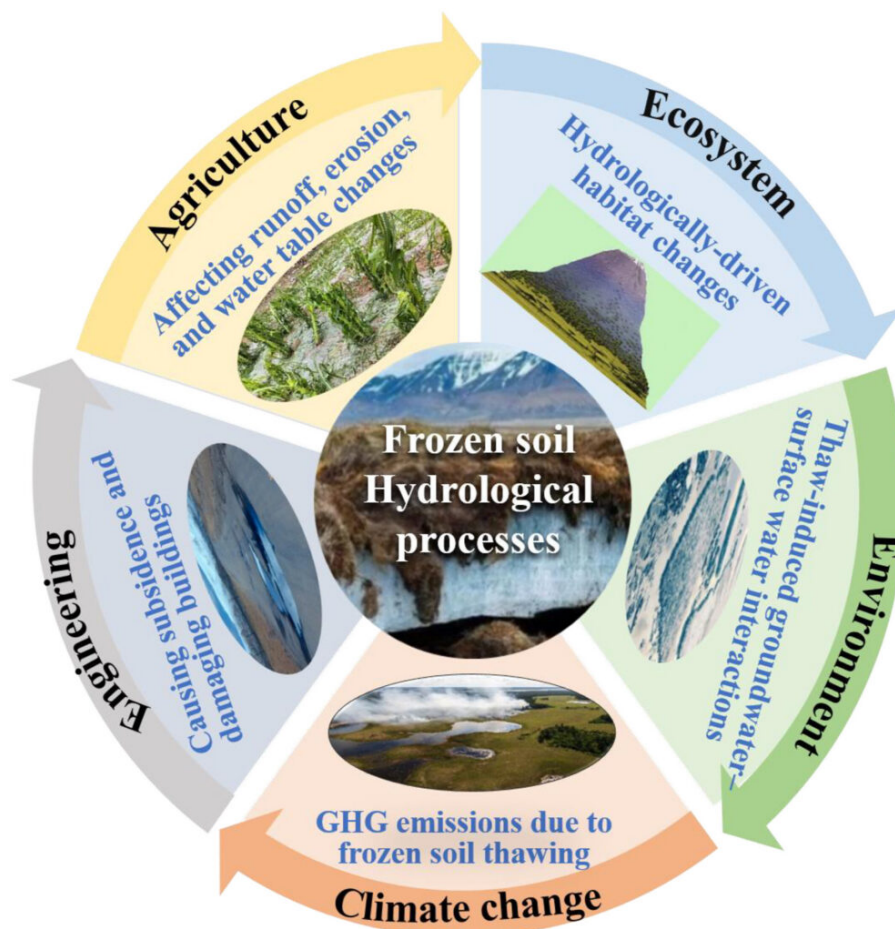 Frozen soil
Hydrological
processes
Agriculture
Affecting runoff, erosion,
and water table changes
Ecosystem
Hydrologically-driven
habitat changes
Environment
Thaw-induced groundwater–
surface water interactions
Climate change
GHG emissions due to
frozen soil thawing
Engineering
Causing subsidence and
damaging buildings